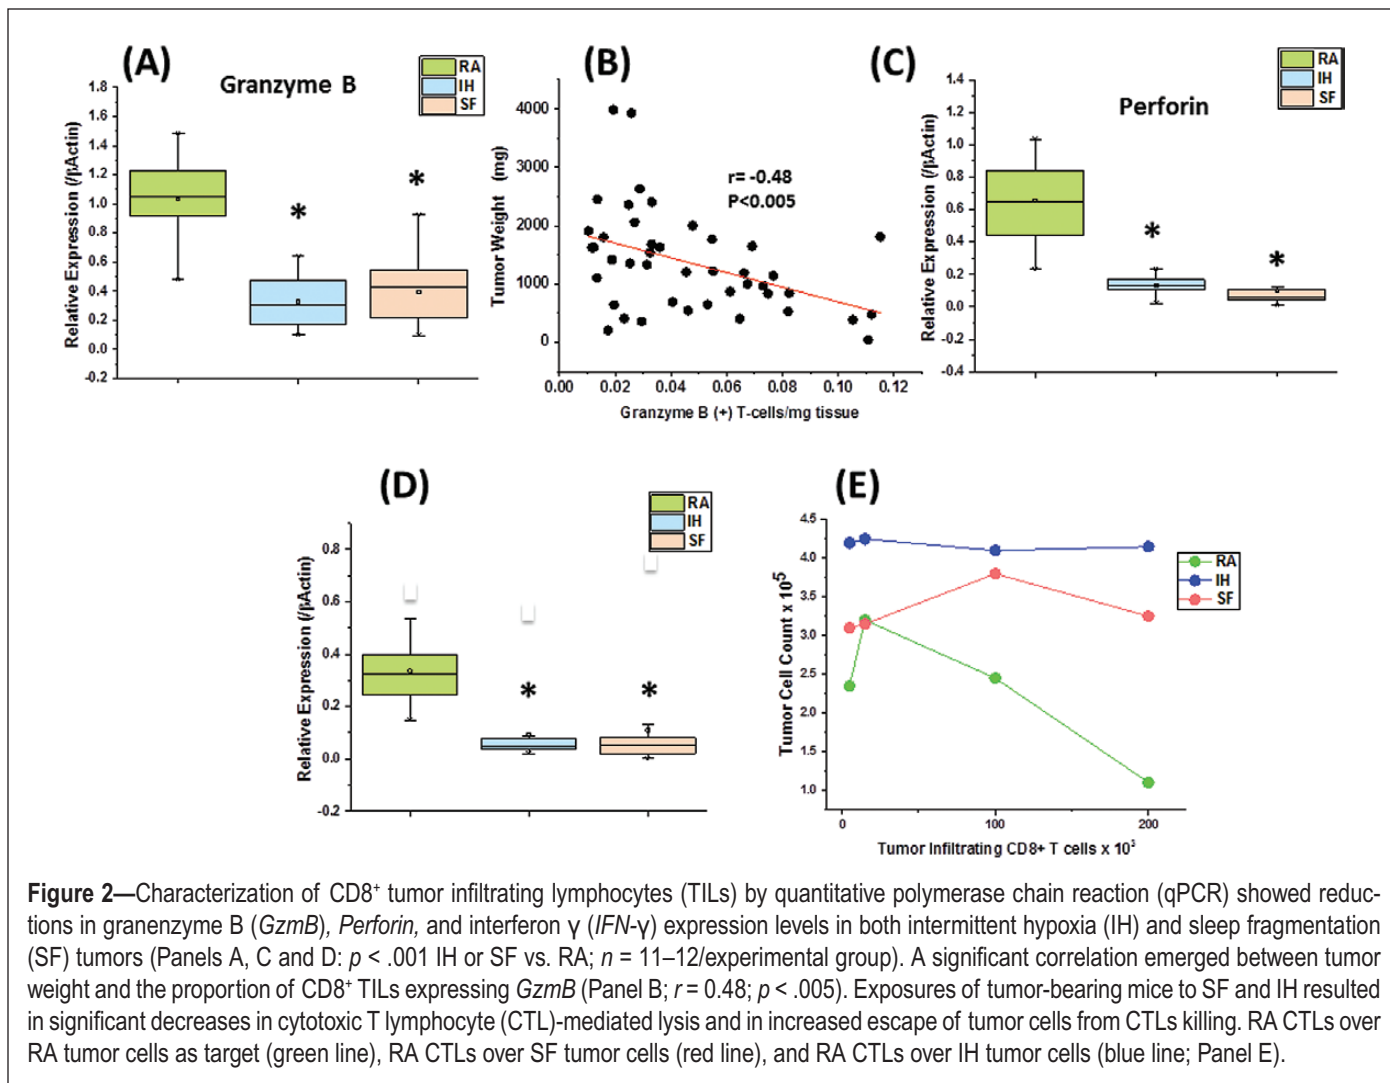 (A)
Granzyme B
RA
IH
SF
Relative Expression (/βActin)
1.8
1.6
1.4
1.2
1.0
0.8
0.6
0.4
0.2
0.0
-0.2
*
*
(B)
Tumor Weight (mg)
4000
3000
2000
1000
0
r= -0.48
P<0.005
0.00 0.02 0.04 0.06 0.08 0.10 0.12
Granzyme B (+) T-cells/mg tissue
(C)
Perforin
RA
IH
SF
Relative Expression (/βActin)
1.4
1.2
1.0
0.8
0.6
0.4
0.2
0.0
-0.2
-0.4
*
*
(D)
RA
IH
SF
Relative Expression (/βActin)
0.8
0.6
0.4
0.2
0.0
-0.2
*
*
(E)
Tumor Cell Count x 10⁵
4.5
4.0
3.5
3.0
2.5
2.0
1.5
1.0
RA
IH
SF
0 100 200
Tumor Infiltrating CD8+ T cells x 10³
Figure 2—Characterization of CD8⁺ tumor infiltrating lymphocytes (TILs) by quantitative polymerase chain reaction (qPCR) showed reduc-
tions in granenzyme B (GzmB), Perforin, and interferon γ (IFN-γ) expression levels in both intermittent hypoxia (IH) and sleep fragmentation
(SF) tumors (Panels A, C and D: p < .001 IH or SF vs. RA; n = 11–12/experimental group). A significant correlation emerged between tumor
weight and the proportion of CD8⁺ TILs expressing GzmB (Panel B; r = 0.48; p < .005). Exposures of tumor-bearing mice to SF and IH resulted
in significant decreases in cytotoxic T lymphocyte (CTL)-mediated lysis and in increased escape of tumor cells from CTLs killing. RA CTLs over
RA tumor cells as target (green line), RA CTLs over SF tumor cells (red line), and RA CTLs over IH tumor cells (blue line; Panel E).